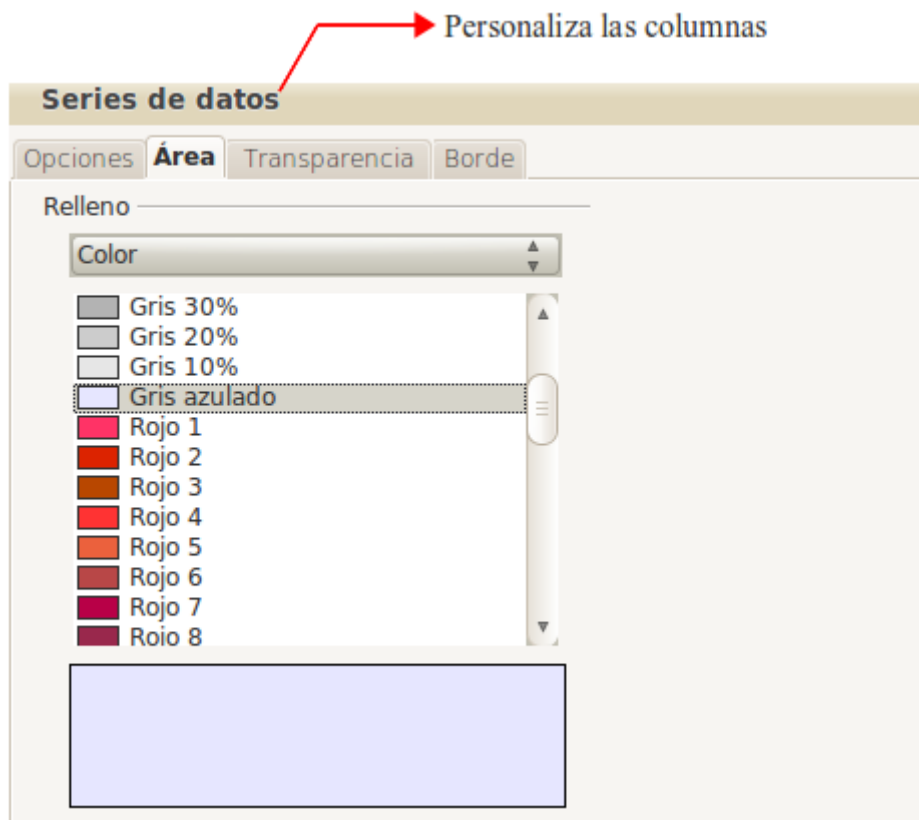 Personaliza las columnas
Series de datos
Opciones Área Transparencia Borde
Relleno
Color
Gris 30%
Gris 20%
Gris 10%
Gris azulado
Rojo 1
Rojo 2
Rojo 3
Rojo 4
Rojo 5
Rojo 6
Rojo 7
Rojo 8